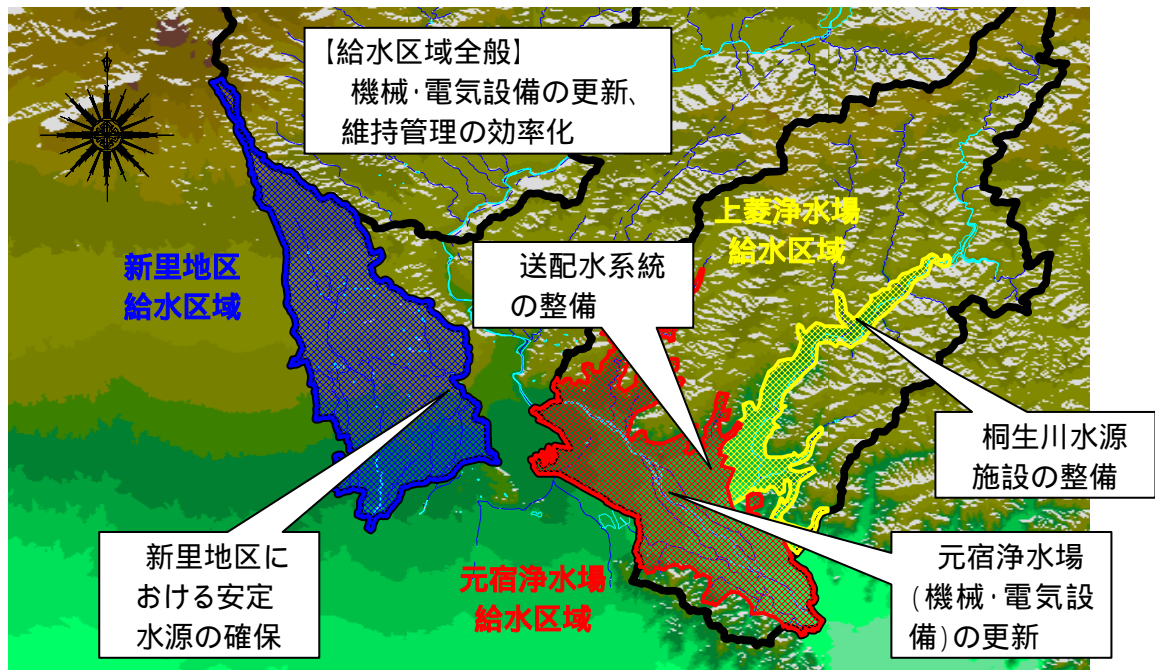 【給水区域全般】
機械・電気設備の更新、
維持管理の効率化
上菱浄水場
給水区域
送配水系統
の整備
新里地区
給水区域
桐生川水源
施設の整備
新里地区に
おける安定
水源の確保
元宿浄水場
給水区域
元宿浄水場
(機械・電気設
備)の更新